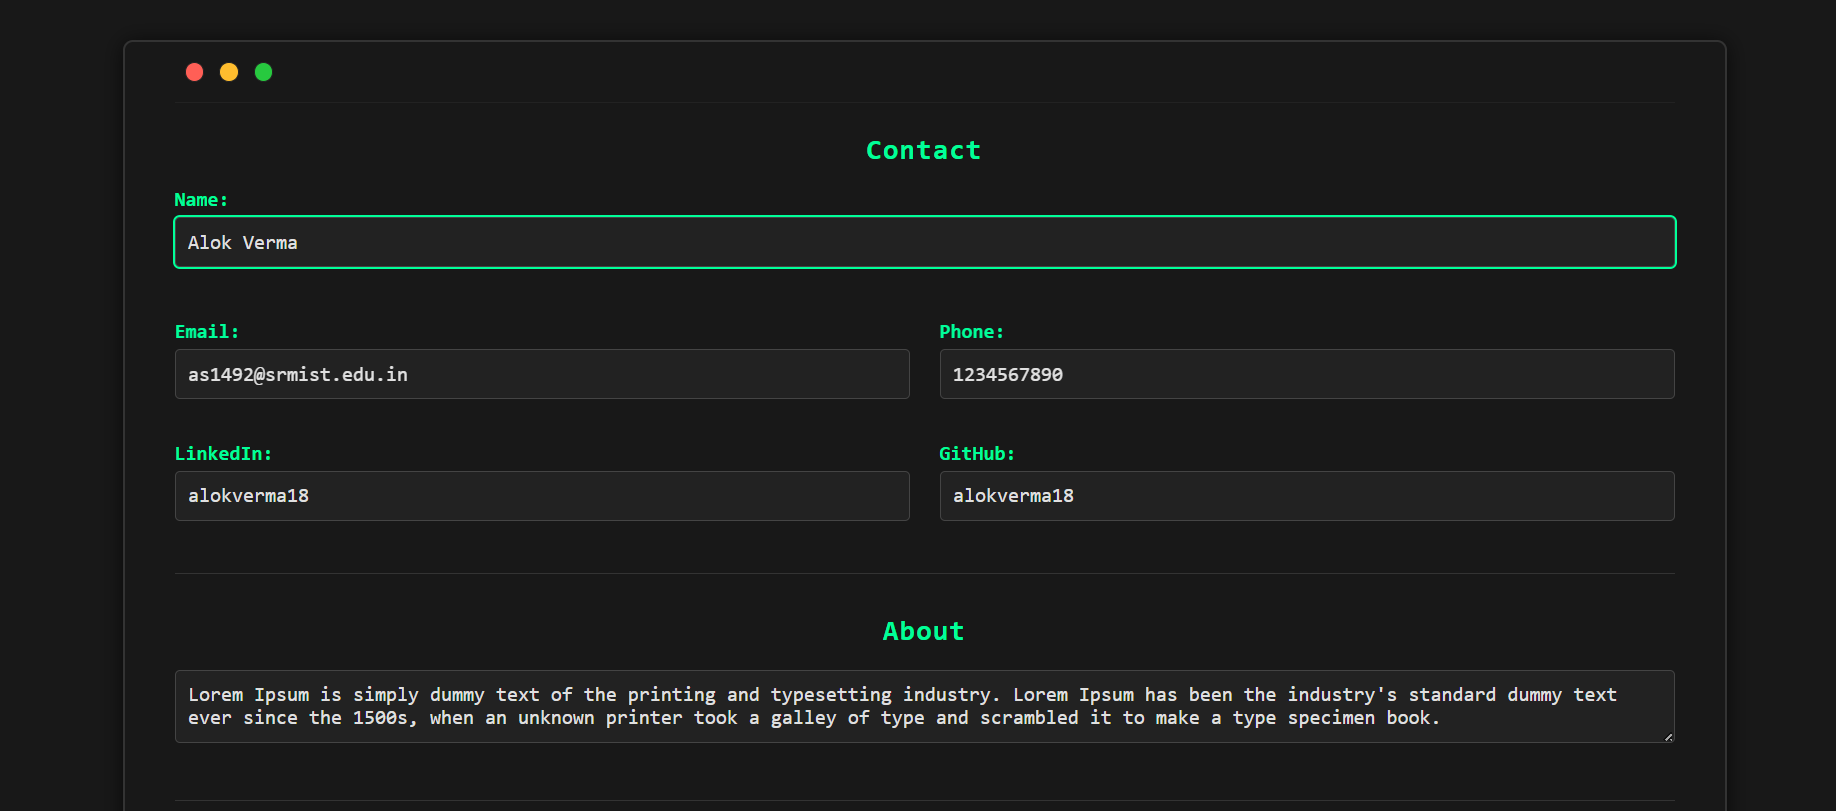 Contact
Name:
Alok Verma
Email:
Phone:
as1492@srmist.edu.in
1234567890
LinkedIn:
GitHub:
alokverma18
alokverma18
About
Lorem Ipsum is simply dummy text of the printing and typesetting industry. Lorem Ipsum has been the industry's standard dummy text
ever since the 1500s, when an unknown printer took a galley of type and scrambled it to make a type specimen book.